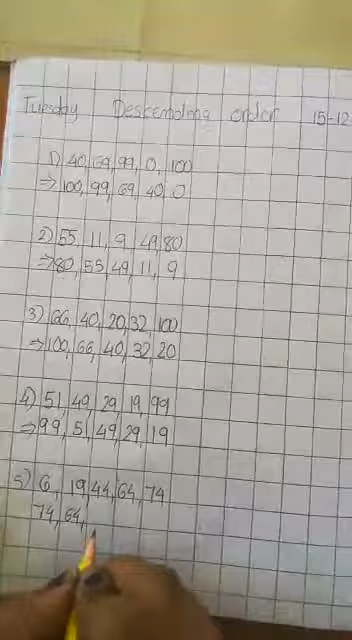 Tuesday Descending order 15-12
1) 40, 69, 99, 0, 100
⇒ 100, 99, 69, 40, 0
2) 55, 11, 9, 49, 80
⇒ 80, 55, 49, 11, 9
3) 66, 40, 20, 32, 100
⇒ 100, 66, 40, 32, 20
4) 51, 49, 29, 19, 99
⇒ 99, 51, 49, 29, 19
5) 6, 19, 44, 64, 74
74, 64,